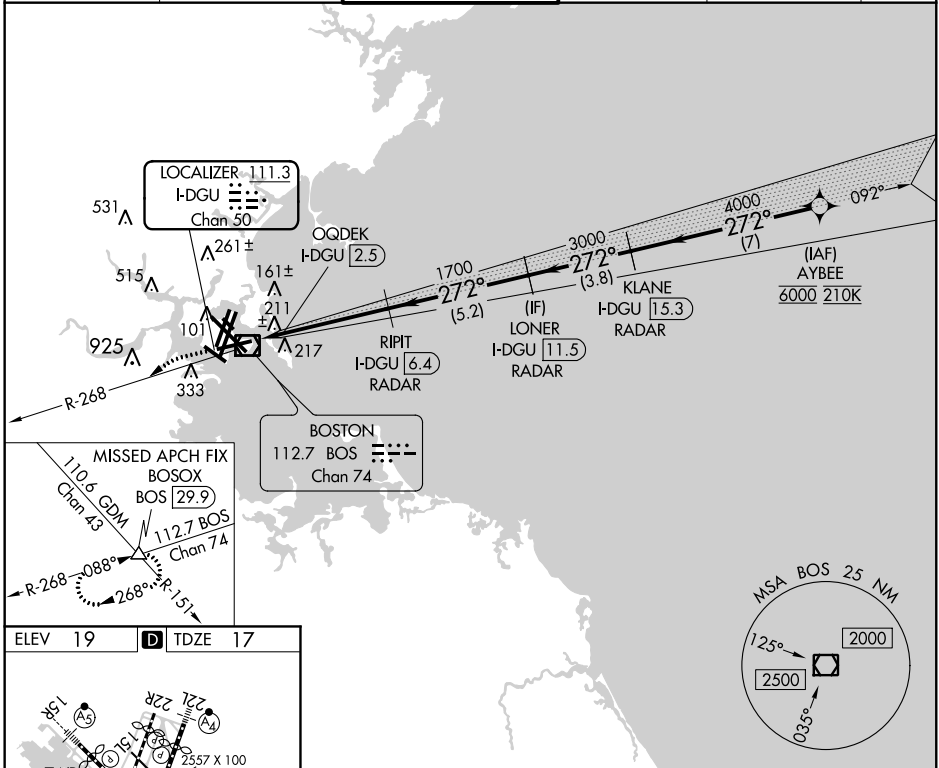 LOCALIZER 111.3
I-DGU
Chan 50
531
261±
515
161±
211
±
101
217
925
333
R-268
OQDEK
I-DGU 2.5
1700
272°
(5.2)
3000
272°
(3.8)
4000
272°
(7)
092°
(IAF)
AYBEE
6000 210K
KLANE
I-DGU 15.3
RADAR
(IF)
LONER
I-DGU 11.5
RADAR
RIPIT
I-DGU 6.4
RADAR
BOSTON
112.7 BOS
Chan 74
MISSED APCH FIX
BOSOX
BOS 29.9
110.6 GDM
Chan 43
112.7 BOS
Chan 74
R-268
088°
268°
R-151
MSA BOS 25 NM
125°
2000
2500
035°
ELEV 19
D
TDZE 17
15R
A5
15L
22R
22L
A4
P
P
P
2557 X 100